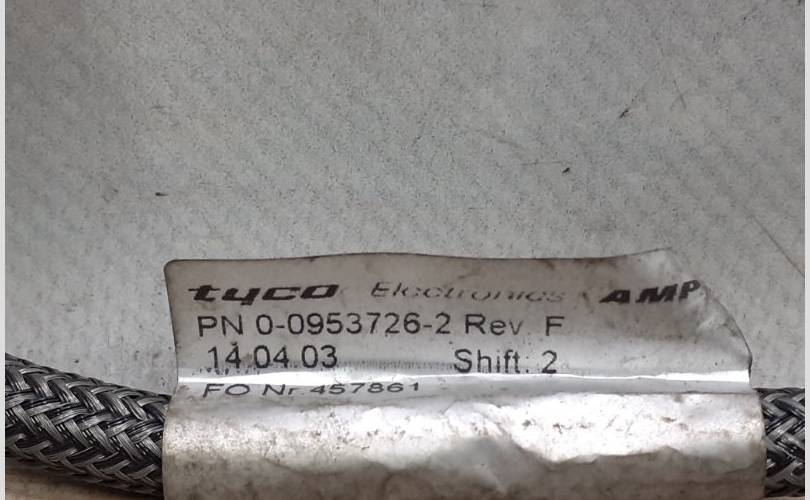 tyco Electronics AMP
PN 0-0953726-2 Rev F
14.04.03 Shift: 2
FO Nr 457861